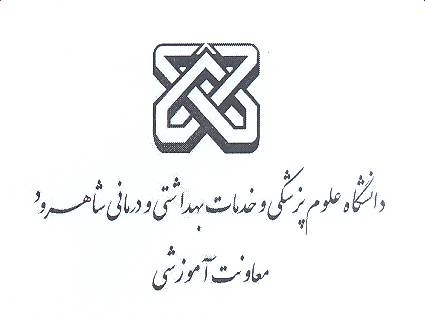 دانشگاه علوم پزشکی و خدمات بهداشتی و درمانی شاهرود
معاونت آموزشی